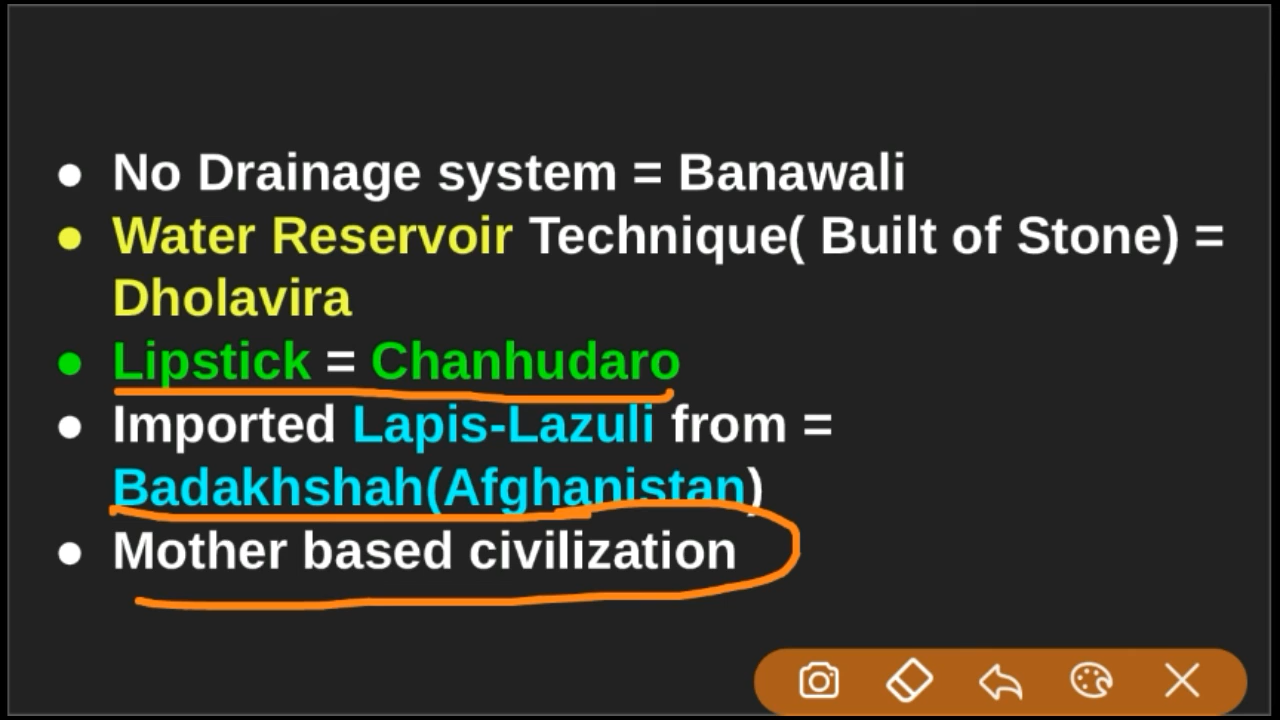 ● No Drainage system = Banawali
● Water Reservoir Technique( Built of Stone) =
Dholavira
● Lipstick = Chanhudaro
● Imported Lapis-Lazuli from =
Badakhshah(Afghanistan)
● Mother based civilization